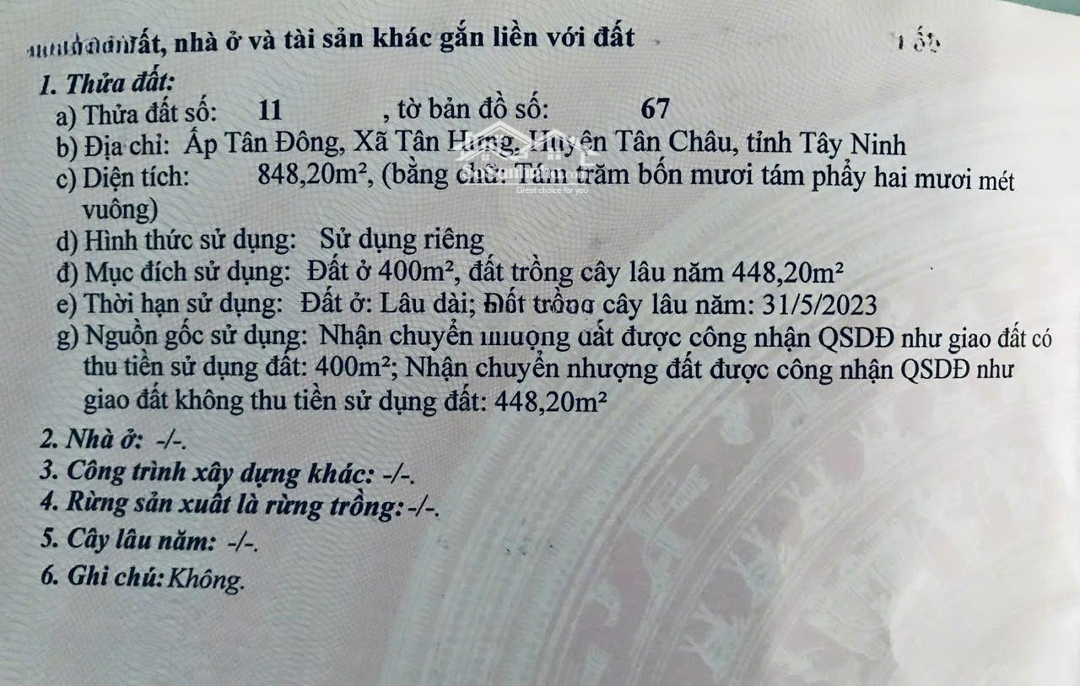 nhà ở và tài sản khác gắn liền với đất
1. Thửa đất:
a) Thửa đất số: 11 , tờ bản đồ số: 67
b) Địa chỉ: Ấp Tân Đông, Xã Tân Hưng, Huyện Tân Châu, tỉnh Tây Ninh
c) Diện tích: 848,20m², (bằng chữ: Tám trăm bốn mươi tám phẩy hai mươi mét
Great choice for you
vuông)
d) Hình thức sử dụng: Sử dụng riêng
đ) Mục đích sử dụng: Đất ở 400m², đất trồng cây lâu năm 448,20m²
e) Thời hạn sử dụng: Đất ở: Lâu dài; Đất trồng cây lâu năm: 31/5/2023
g) Nguồn gốc sử dụng: Nhận chuyển nhượng đất được công nhận QSDĐ như giao đất có
thu tiền sử dụng đất: 400m²; Nhận chuyển nhượng đất được công nhận QSDĐ như
giao đất không thu tiền sử dụng đất: 448,20m²
2. Nhà ở: -/-.
3. Công trình xây dựng khác: -/-.
4. Rừng sản xuất là rừng trồng: -/-.
5. Cây lâu năm: -/-.
6. Ghi chú: Không.